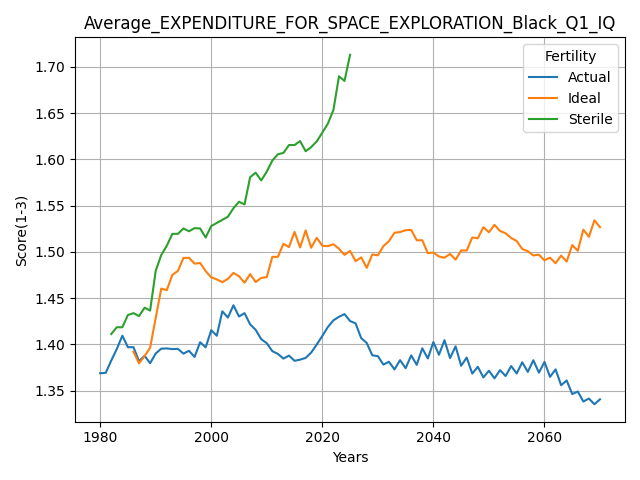 Average_EXPENDITURE_FOR_SPACE_EXPLORATION_Black_Q1_IQ
Fertility
Actual
Ideal
Sterile
Score(1-3)
1.70
1.65
1.60
1.55
1.50
1.45
1.40
1.35
1980
2000
2020
2040
2060
Years